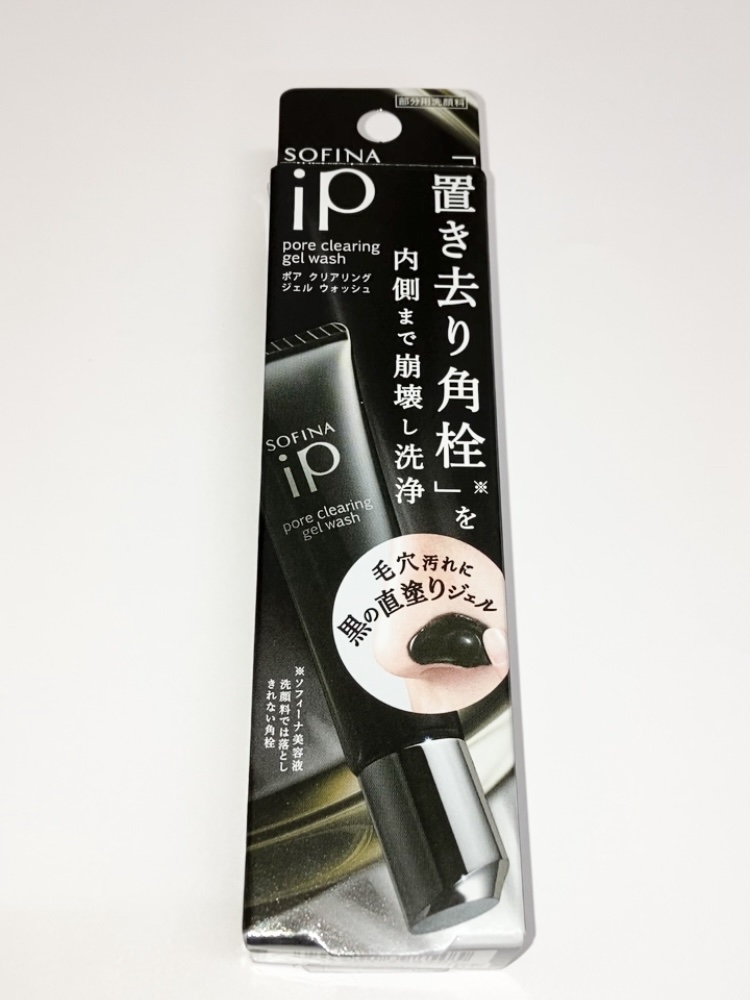 部分用洗顔料
SOFINA
iP
pore clearing
gel wash
ポア クリアリング
ジェル ウォッシュ
「置き去り角栓」※を
内側まで崩壊し洗浄
SOFINA
iP
pore clearing
gel wash
毛穴汚れに
黒の直塗りジェル
※ソフィーナ美容液
洗顔料では落とし
きれない角栓